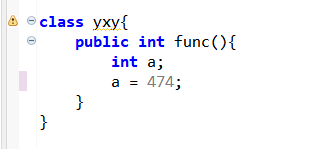 class yxy{
    public int func(){
        int a;
        a = 474;
    }
}